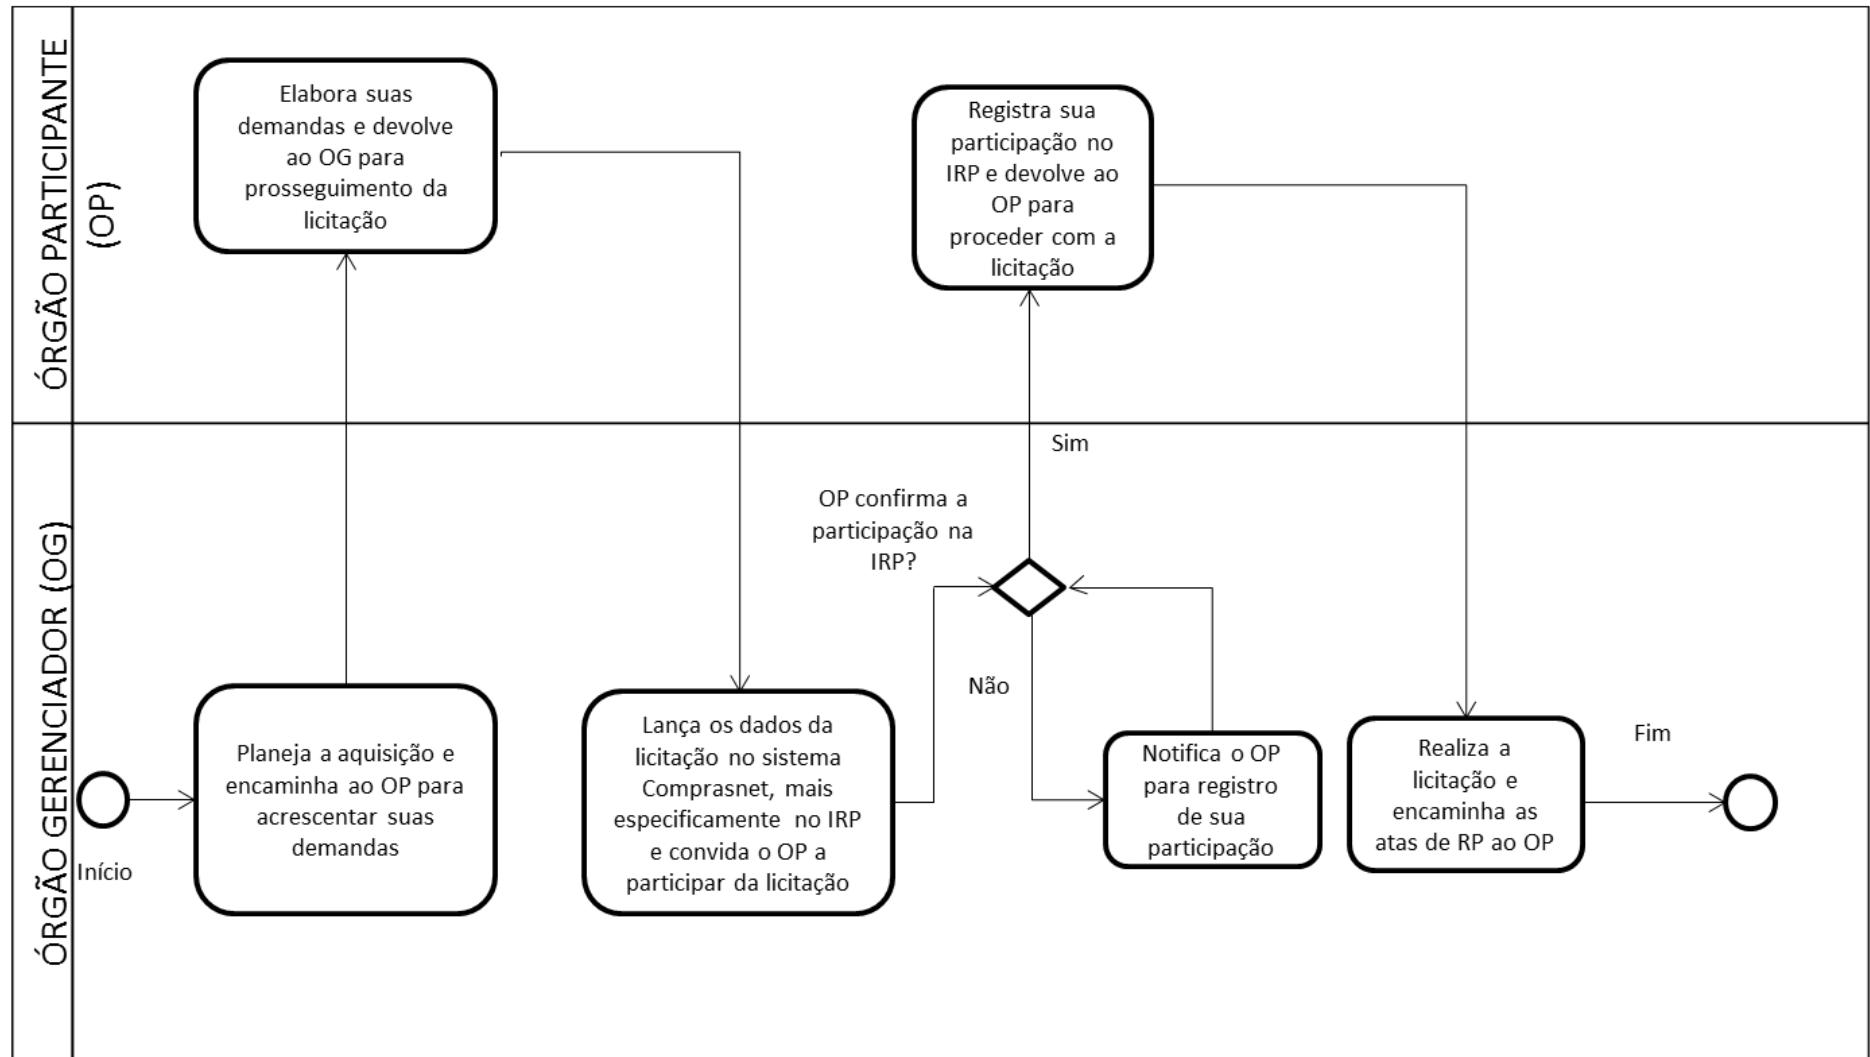 ÓRGÃO PARTICIPANTE
(OP)
Elabora suas
demandas e devolve
ao OG para
prosseguimento da
licitação
Registra sua
participação no
IRP e devolve ao
OP para
proceder com a
licitação
ÓRGÃO GERENCIADOR (OG)
Início
Planeja a aquisição e
encaminha ao OP para
acrescentar suas
demandas
Lança os dados da
licitação no sistema
Comprasnet, mais
especificamente no IRP
e convida o OP a
participar da licitação
OP confirma a
participação na
IRP?
Sim
Não
Notifica o OP
para registro
de sua
participação
Realiza a
licitação e
encaminha as
atas de RP ao OP
Fim